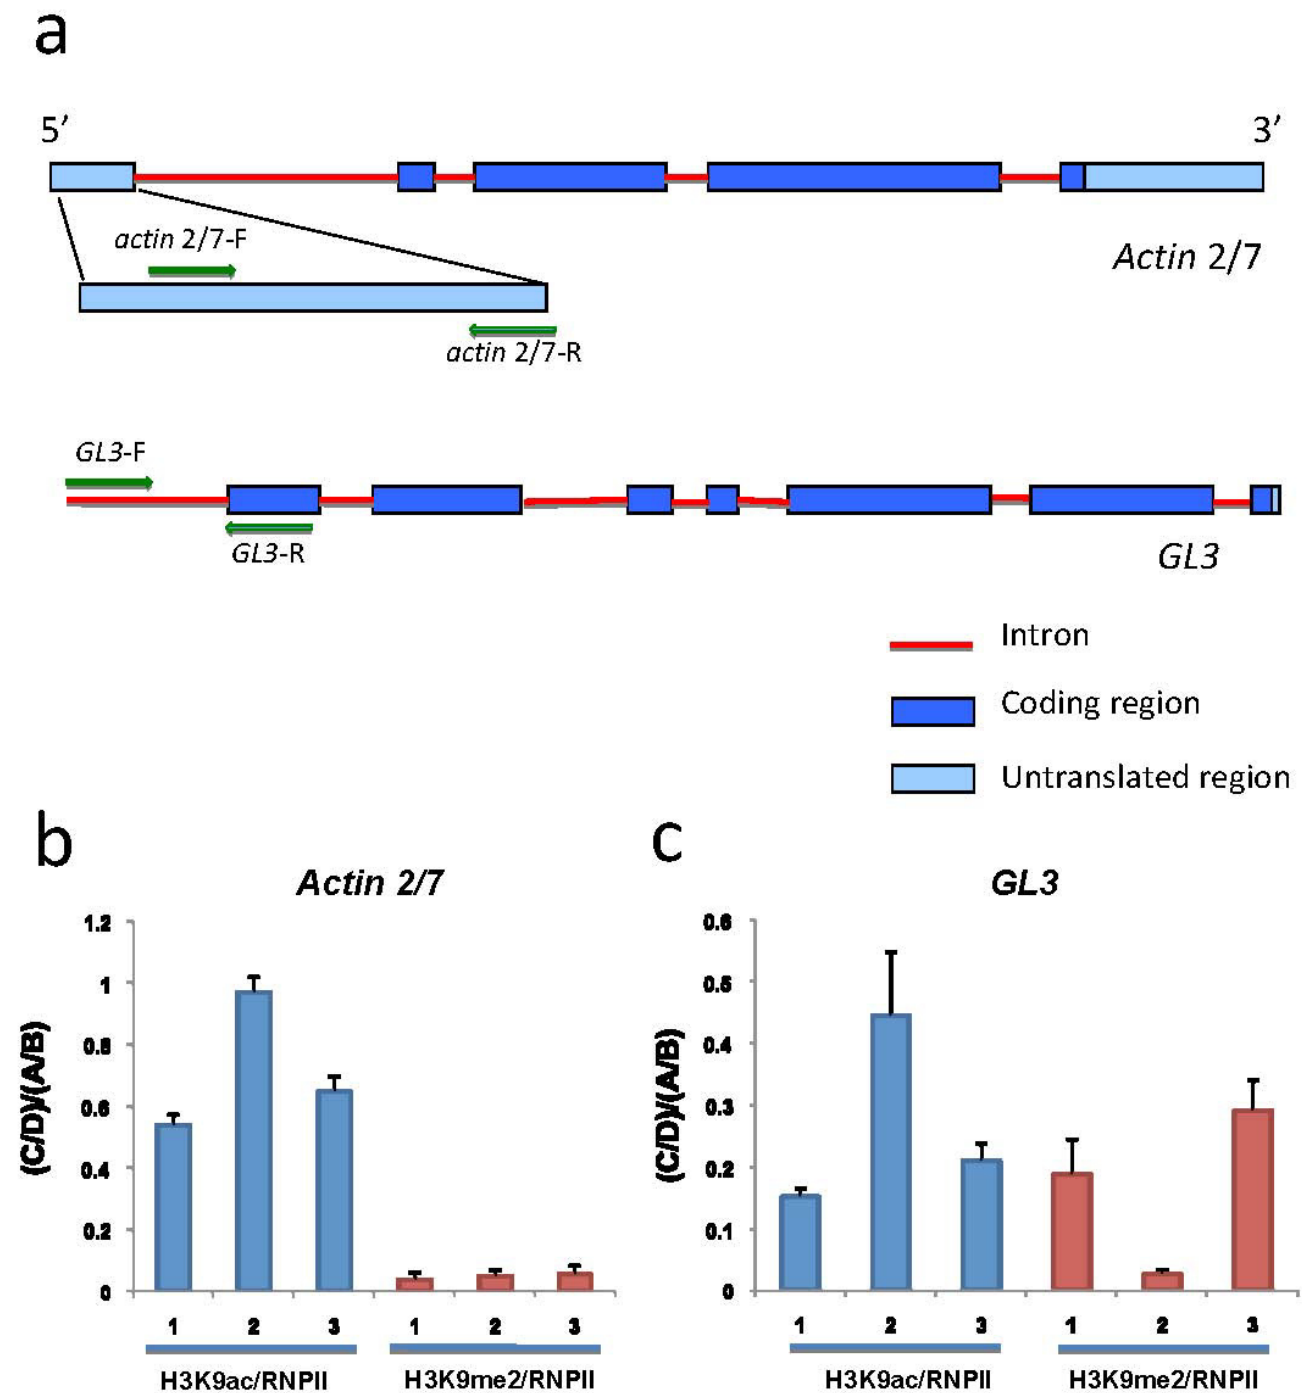 a
5’
3’
actin 2/7-F
Actin 2/7
actin 2/7-R
GL3-F
GL3-R
GL3
Intron
Coding region
Untranslated region
b
c
Actin 2/7
GL3
(C/D)/(A/B)
1.2
1
0.8
0.6
0.4
0.2
0
1 2 3 1 2 3
H3K9ac/RNPII H3K9me2/RNPII
(C/D)/(A/B)
0.6
0.5
0.4
0.3
0.2
0.1
0
1 2 3 1 2 3
H3K9ac/RNPII H3K9me2/RNPII